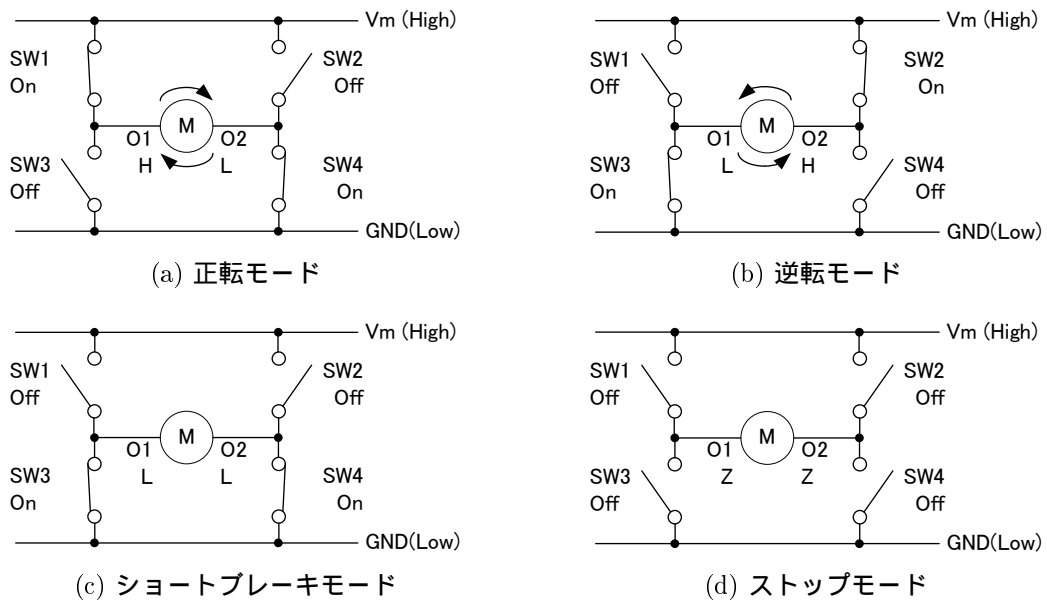 Vm (High)
SW1
On
SW2
Off
M
O1
O2
H
L
SW3
Off
SW4
On
GND(Low)
(a) 正転モード
Vm (High)
SW1
Off
SW2
On
M
O1
O2
L
H
SW3
On
SW4
Off
GND(Low)
(b) 逆転モード
Vm (High)
SW1
Off
SW2
Off
M
O1
O2
L
L
SW3
On
SW4
On
GND(Low)
(c) ショートブレーキモード
Vm (High)
SW1
Off
SW2
Off
M
O1
O2
Z
Z
SW3
Off
SW4
Off
GND(Low)
(d) ストップモード